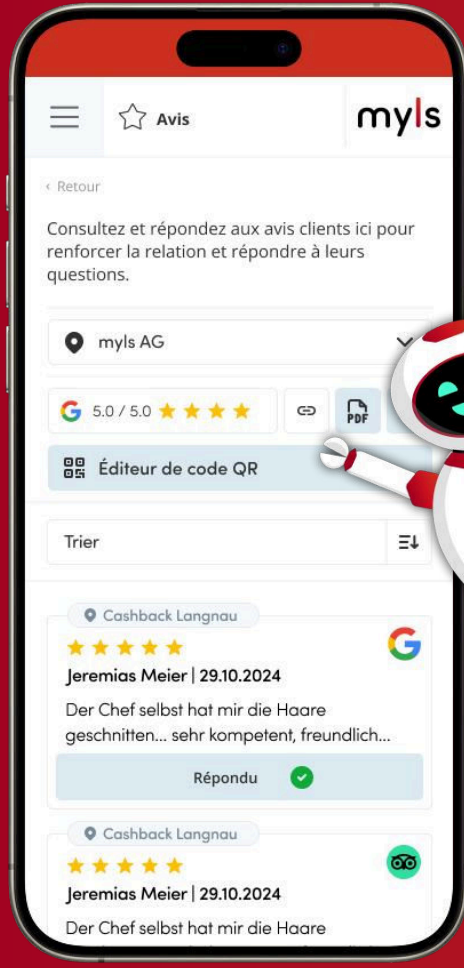 Avis
myls
‹ Retour
Consultez et répondez aux avis clients ici pour
renforcer la relation et répondre à leurs
questions.
myls AG
5.0 / 5.0
PDF
Éditeur de code QR
Trier
Cashback Langnau
Jeremias Meier | 29.10.2024
Der Chef selbst hat mir die Haare
geschnitten... sehr kompetent, freundlich...
Répondu
Cashback Langnau
Jeremias Meier | 29.10.2024
Der Chef selbst hat mir die Haare